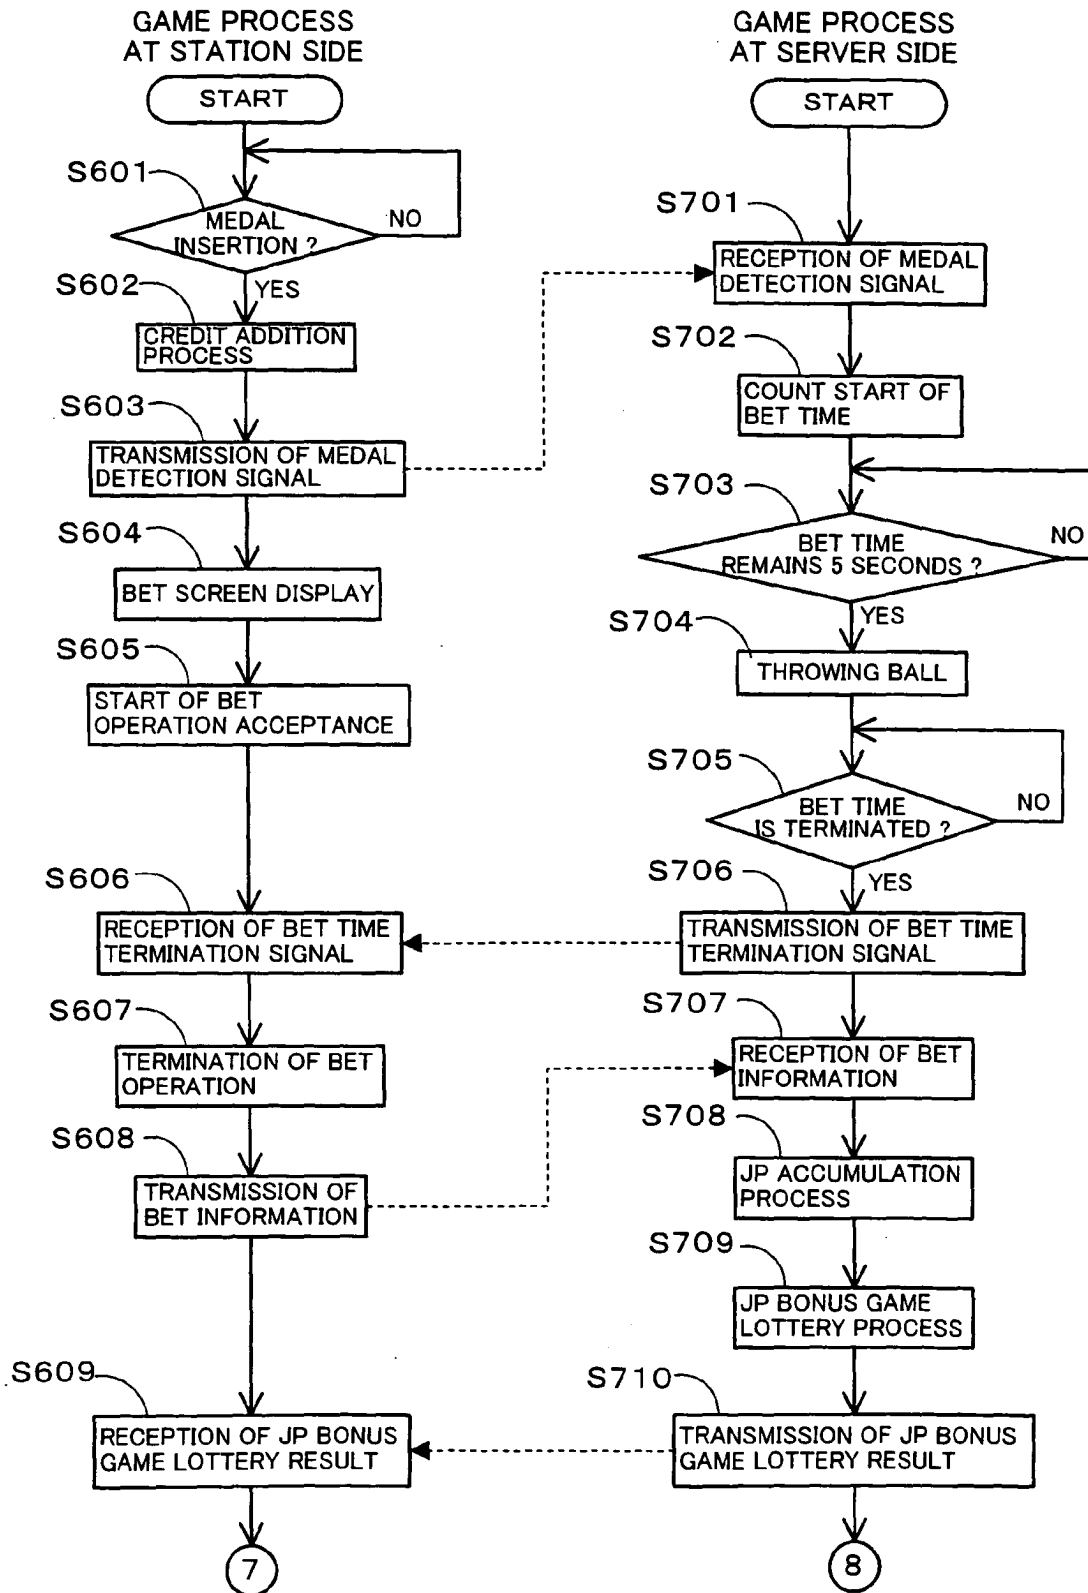 GAME PROCESS
AT STATION SIDE
START
S601
MEDAL
INSERTION ?
NO
YES
S602
CREDIT ADDITION
PROCESS
S603
TRANSMISSION OF MEDAL
DETECTION SIGNAL
S604
BET SCREEN DISPLAY
S605
START OF BET
OPERATION ACCEPTANCE
S606
RECEPTION OF BET TIME
TERMINATION SIGNAL
S607
TERMINATION OF BET
OPERATION
S608
TRANSMISSION OF
BET INFORMATION
S609
RECEPTION OF JP BONUS
GAME LOTTERY RESULT
7
GAME PROCESS
AT SERVER SIDE
START
S701
RECEPTION OF MEDAL
DETECTION SIGNAL
S702
COUNT START OF
BET TIME
S703
BET TIME
REMAINS 5 SECONDS ?
NO
YES
S704
THROWING BALL
S705
BET TIME
IS TERMINATED ?
NO
YES
S706
TRANSMISSION OF BET TIME
TERMINATION SIGNAL
S707
RECEPTION OF BET
INFORMATION
S708
JP ACCUMULATION
PROCESS
S709
JP BONUS GAME
LOTTERY PROCESS
S710
TRANSMISSION OF JP BONUS
GAME LOTTERY RESULT
8